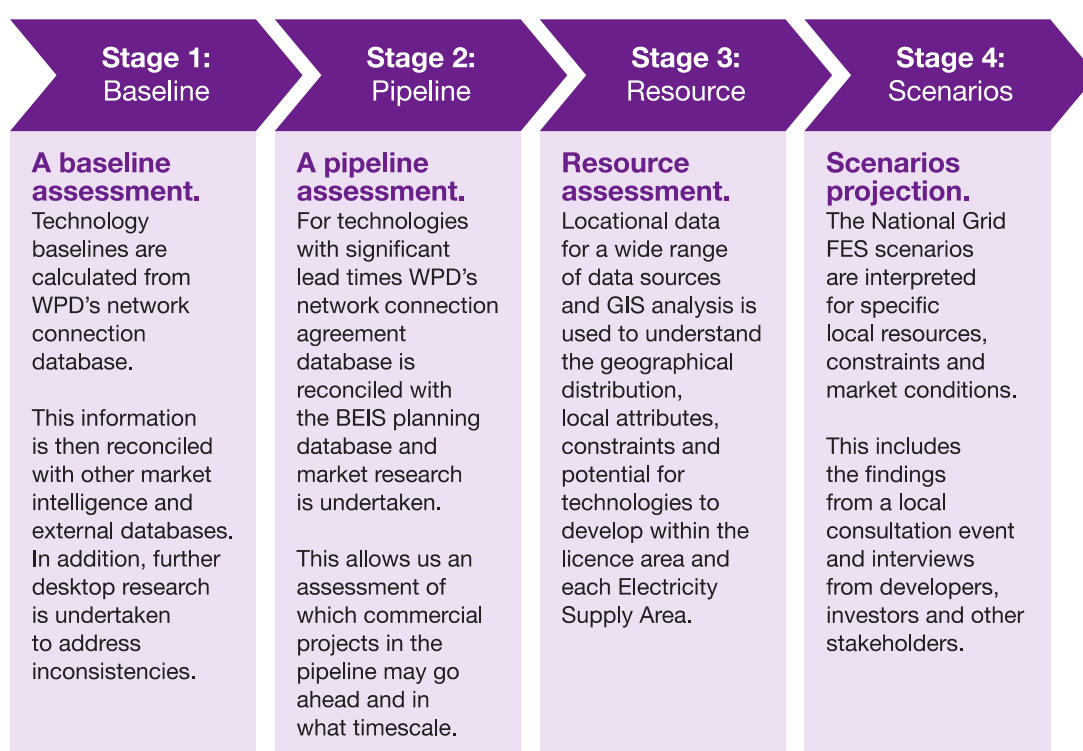 Stage 1:
Baseline
Stage 2:
Pipeline
Stage 3:
Resource
Stage 4:
Scenarios
A baseline
assessment.
Technology
baselines are
calculated from
WPD's network
connection
database.
This information
is then reconciled
with other market
intelligence and
external databases.
In addition, further
desktop research
is undertaken
to address
inconsistencies.
A pipeline
assessment.
For technologies
with significant
lead times WPD's
network connection
agreement
database is
reconciled with
the BEIS planning
database and
market research
is undertaken.
This allows us an
assessment of
which commercial
projects in the
pipeline may go
ahead and in
what timescale.
Resource
assessment.
Locational data
for a wide range
of data sources
and GIS analysis is
used to understand
the geographical
distribution,
local attributes,
constraints and
potential for
technologies to
develop within the
licence area and
each Electricity
Supply Area.
Scenarios
projection.
The National Grid
FES scenarios
are interpreted
for specific
local resources,
constraints and
market conditions.
This includes
the findings
from a local
consultation event
and interviews
from developers,
investors and other
stakeholders.